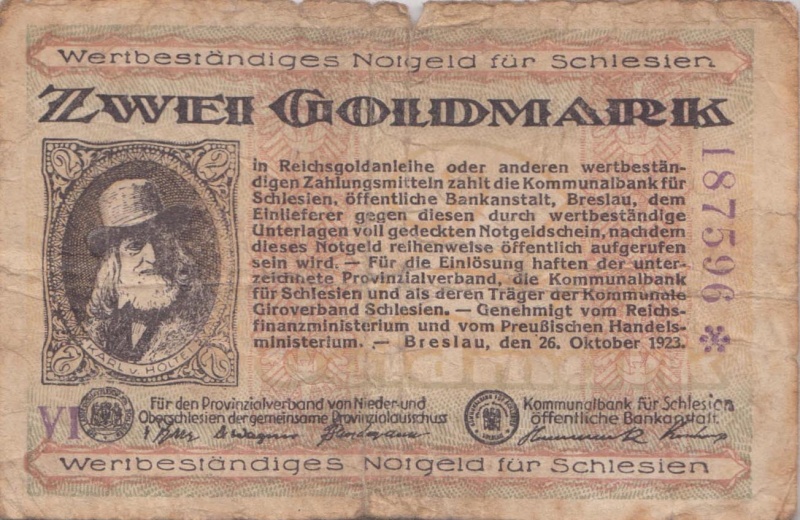 Wertbeständiges Notgeld für Schlesien
ZWEI GOLDMARK
2 2
in Reichsgoldanleihe oder anderen wertbestän-
digen Zahlungsmitteln zahlt die Kommunalbank für
Schlesien, öffentliche Bankanstalt, Breslau, dem
Einlieferer gegen diesen durch wertbeständige
Unterlagen voll gedeckten Notgeldschein, nachdem
dieses Notgeld reihenweise öffentlich aufgerufen
sein wird. — Für die Einlösung haften der unter-
zeichnete Provinzialverband, die Kommunalbank
für Schlesien und als deren Träger der Kommunale
Giroverband Schlesien. — Genehmigt vom Reichs-
finanzministerium und vom Preußischen Handels-
ministerium. — Breslau, den 26. Oktober 1923.
KARL v. HOLTEI
2 2
187596 *
VI
Für den Provinzialverband von Nieder- und
Oberschlesien der gemeinsame Provinzialausschuss
Kommunalbank für Schlesien
öffentliche Bankanstalt.
Wertbeständiges Notgeld für Schlesien